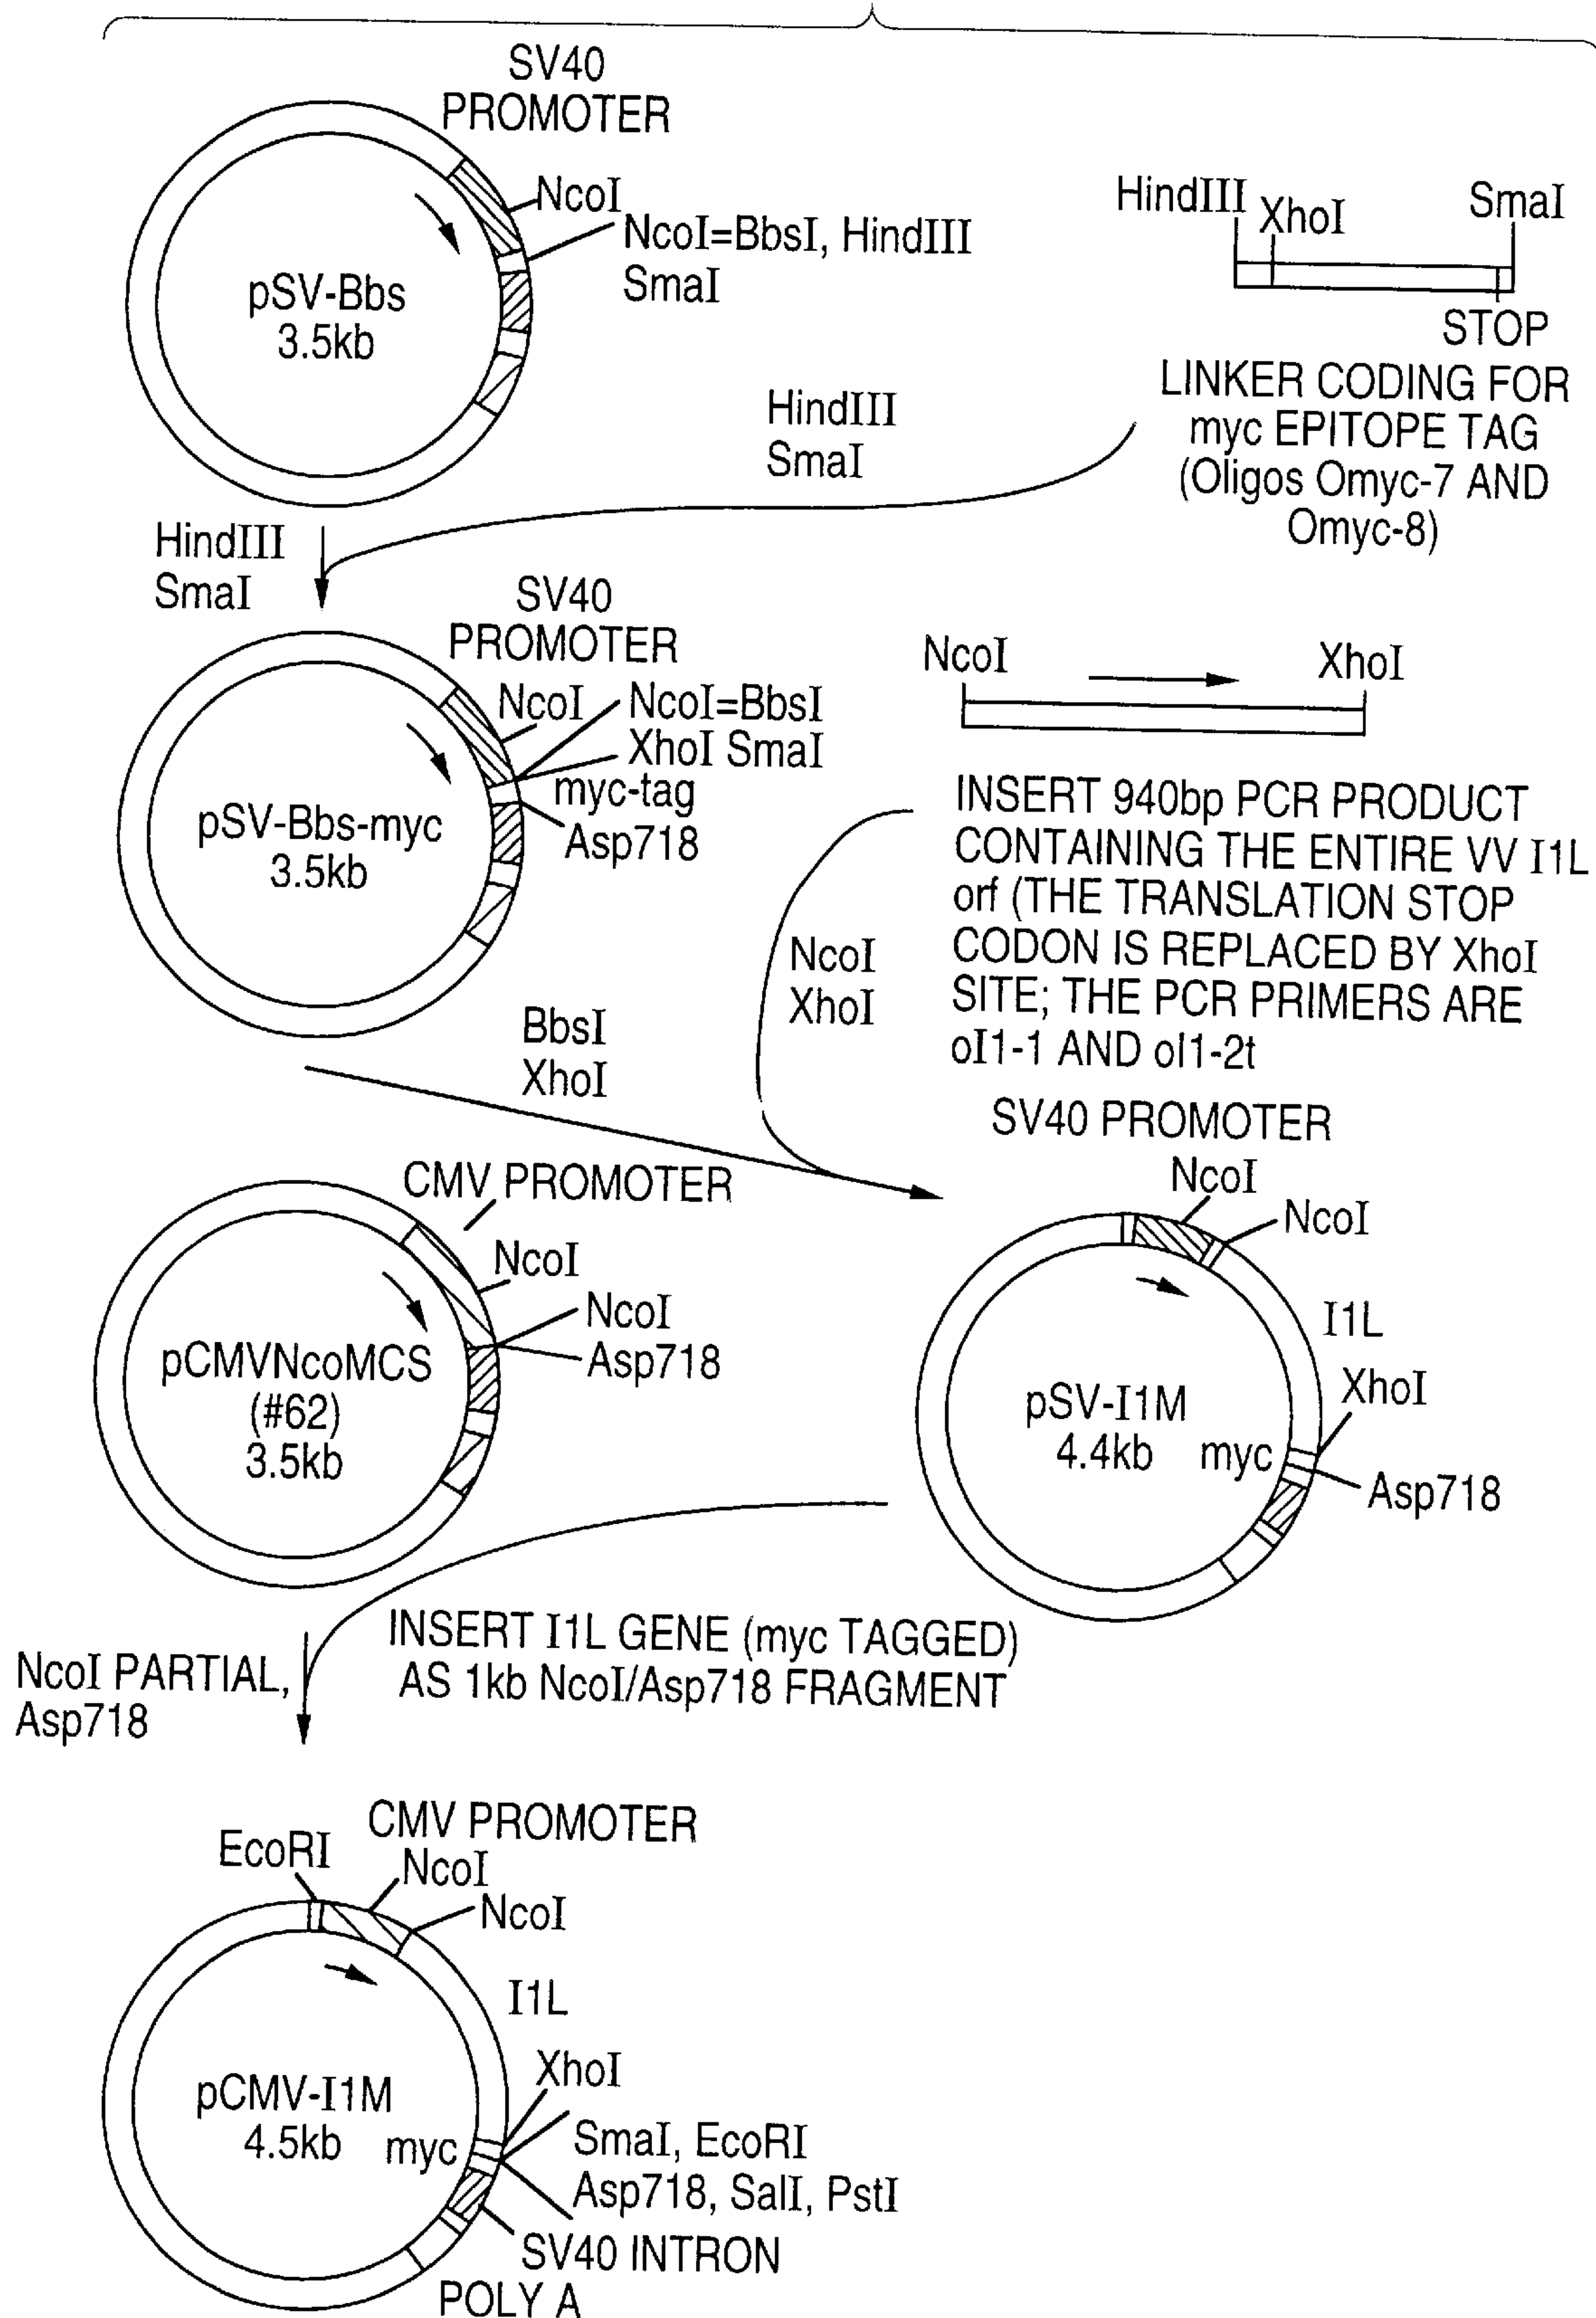 SV40
PROMOTER
NcoI
NcoI=BbsI, HindIII
SmaI
pSV-Bbs
3.5kb
HindIII
XhoI
SmaI
STOP
LINKER CODING FOR
myc EPITOPE TAG
(Oligos Omyc-7 AND
Omyc-8)
HindIII
SmaI
HindIII
SmaI
SV40
PROMOTER
NcoI
NcoI=BbsI
XhoI SmaI
myc-tag
Asp718
pSV-Bbs-myc
3.5kb
NcoI
XhoI
INSERT 940bp PCR PRODUCT
CONTAINING THE ENTIRE VV I1L
orf (THE TRANSLATION STOP
CODON IS REPLACED BY XhoI
SITE; THE PCR PRIMERS ARE
oI1-1 AND oI1-2t
NcoI
XhoI
BbsI
XhoI
CMV PROMOTER
NcoI
NcoI
Asp718
pCMVNcoMCS
(#62)
3.5kb
SV40 PROMOTER
NcoI
NcoI
I1L
XhoI
pSV-I1M
4.4kb
myc
Asp718
NcoI PARTIAL,
Asp718
INSERT I1L GENE (myc TAGGED)
AS 1kb NcoI/Asp718 FRAGMENT
CMV PROMOTER
EcoRI
NcoI
NcoI
I1L
XhoI
pCMV-I1M
4.5kb
myc
SmaI, EcoRI
Asp718, SalI, PstI
SV40 INTRON
POLY A